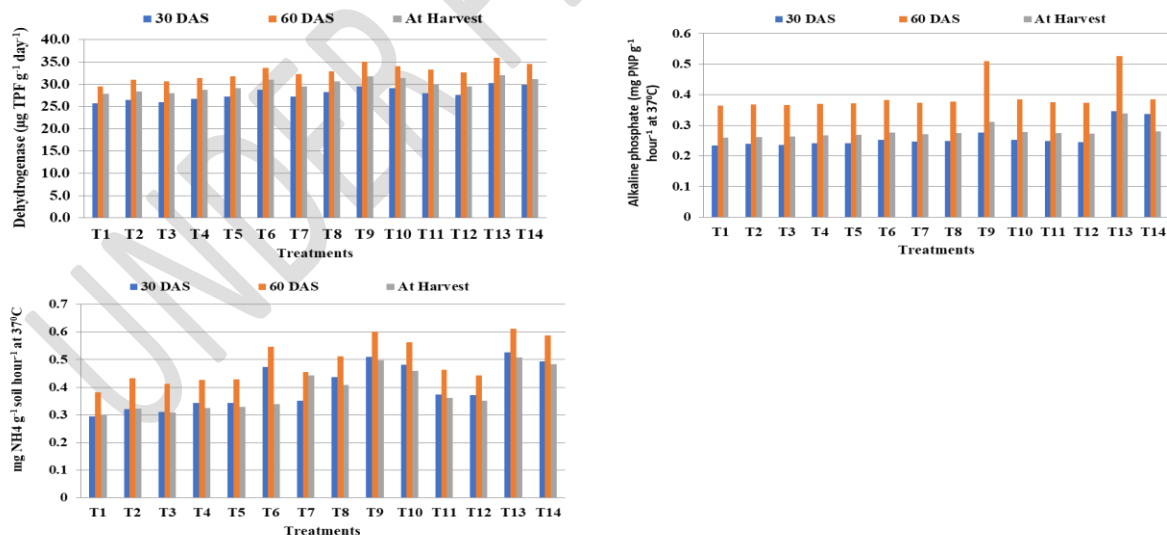 30 DAS 60 DAS At Harvest
Dehydrogenase (µg TPF g⁻¹ day⁻¹)
40.0
35.0
30.0
25.0
20.0
15.0
10.0
5.0
0.0
T1 T2 T3 T4 T5 T6 T7 T8 T9 T10 T11 T12 T13 T14
Treatments
30 DAS 60 DAS At Harvest
Alkaline phosphate (mg PNP g⁻¹
hour⁻¹ at 37⁰C)
0.6
0.5
0.4
0.3
0.2
0.1
0
T1 T2 T3 T4 T5 T6 T7 T8 T9 T10 T11 T12 T13 T14
Treatments
30 DAS 60 DAS At Harvest
mg NH4 g⁻¹ soil hour⁻¹ at 37⁰C
0.7
0.6
0.5
0.4
0.3
0.2
0.1
0
T1 T2 T3 T4 T5 T6 T7 T8 T9 T10 T11 T12 T13 T14
Treatments
UNDER